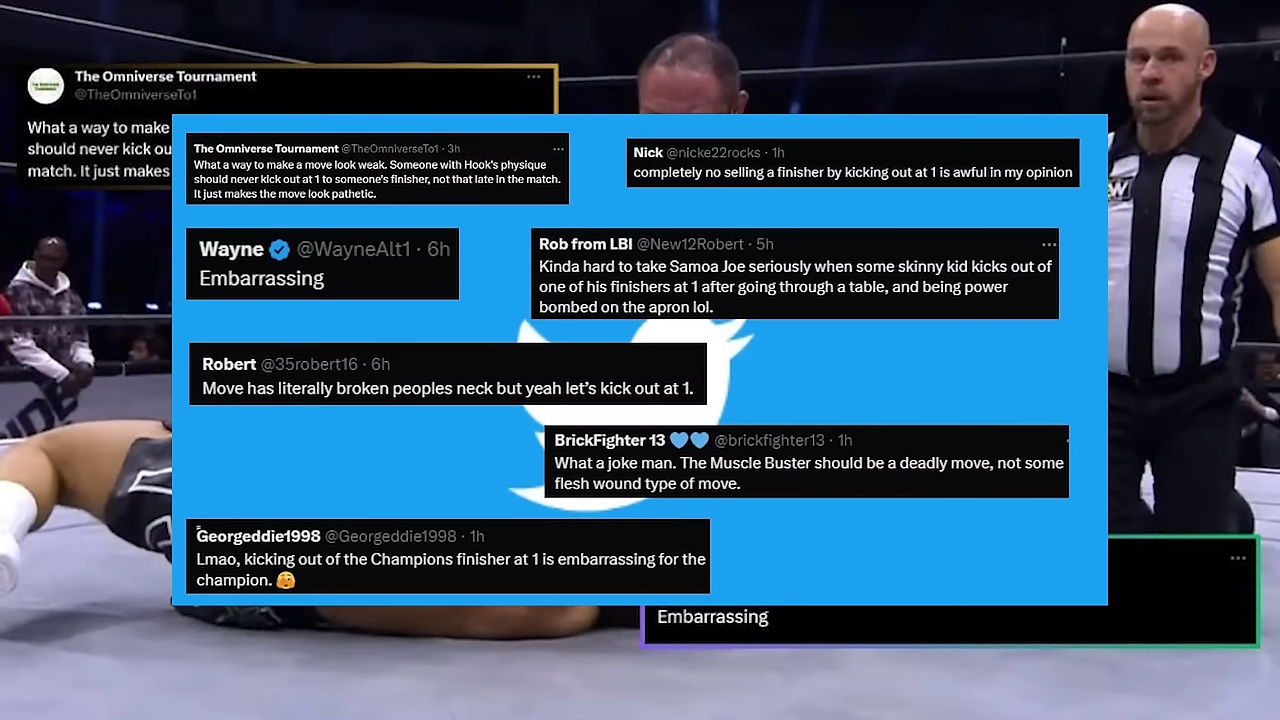 The Omniverse Tournament
@TheOmniverseTo1
What a way to make
should never kick ou
match. It just makes
The Omniverse Tournament @TheOmniverseTo1 · 3h
What a way to make a move look weak. Someone with Hook's physique
should never kick out at 1 to someone's finisher, not that late in the match.
It just makes the move look pathetic.
Nick @nicke22rocks · 1h
completely no selling a finisher by kicking out at 1 is awful in my opinion
Wayne @WayneAlt1 · 6h
Embarrassing
Rob from LBI @New12Robert · 5h
Kinda hard to take Samoa Joe seriously when some skinny kid kicks out of
one of his finishers at 1 after going through a table, and being power
bombed on the apron lol.
Robert @35robert16 · 6h
Move has literally broken peoples neck but yeah let's kick out at 1.
BrickFighter 13 💙💙 @brickfighter13 · 1h
What a joke man. The Muscle Buster should be a deadly move, not some
flesh wound type of move.
Georgeddie1998 @Georgeddie1998 · 1h
Lmao, kicking out of the Champions finisher at 1 is embarrassing for the
champion. 🫣
Embarrassing